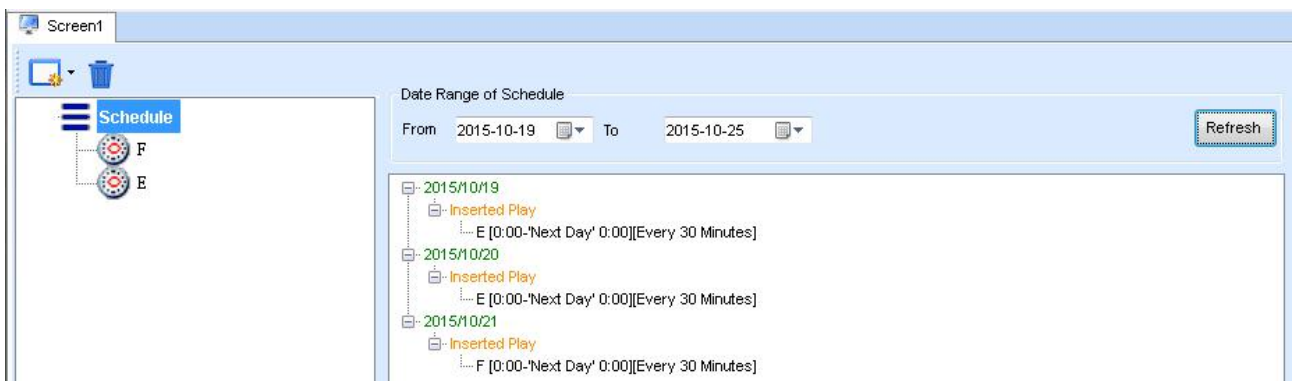 Screen1
Schedule
F
E
Date Range of Schedule
From 2015-10-19 To 2015-10-25 Refresh
2015/10/19
Inserted Play
E [0:00-'Next Day' 0:00][Every 30 Minutes]
2015/10/20
Inserted Play
E [0:00-'Next Day' 0:00][Every 30 Minutes]
2015/10/21
Inserted Play
F [0:00-'Next Day' 0:00][Every 30 Minutes]